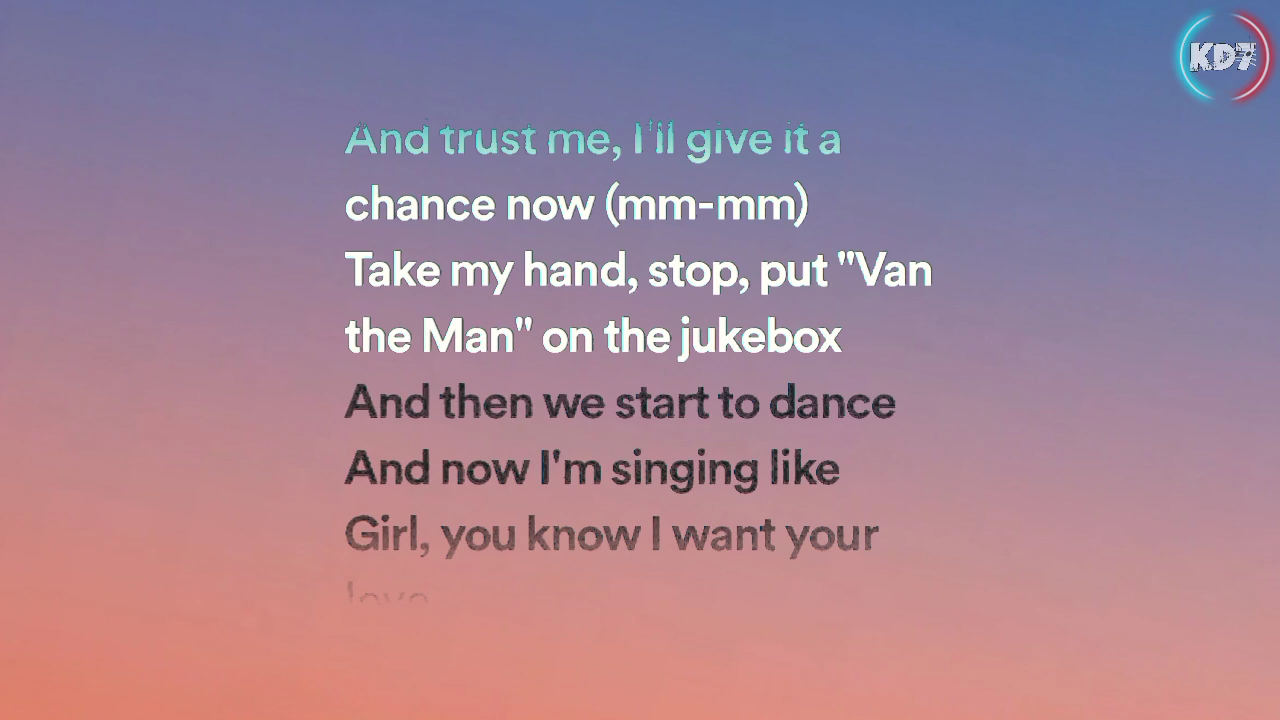 KD7
And trust me, I'll give it a
chance now (mm-mm)
Take my hand, stop, put "Van
the Man" on the jukebox
And then we start to dance
And now I'm singing like
Girl, you know I want your
love